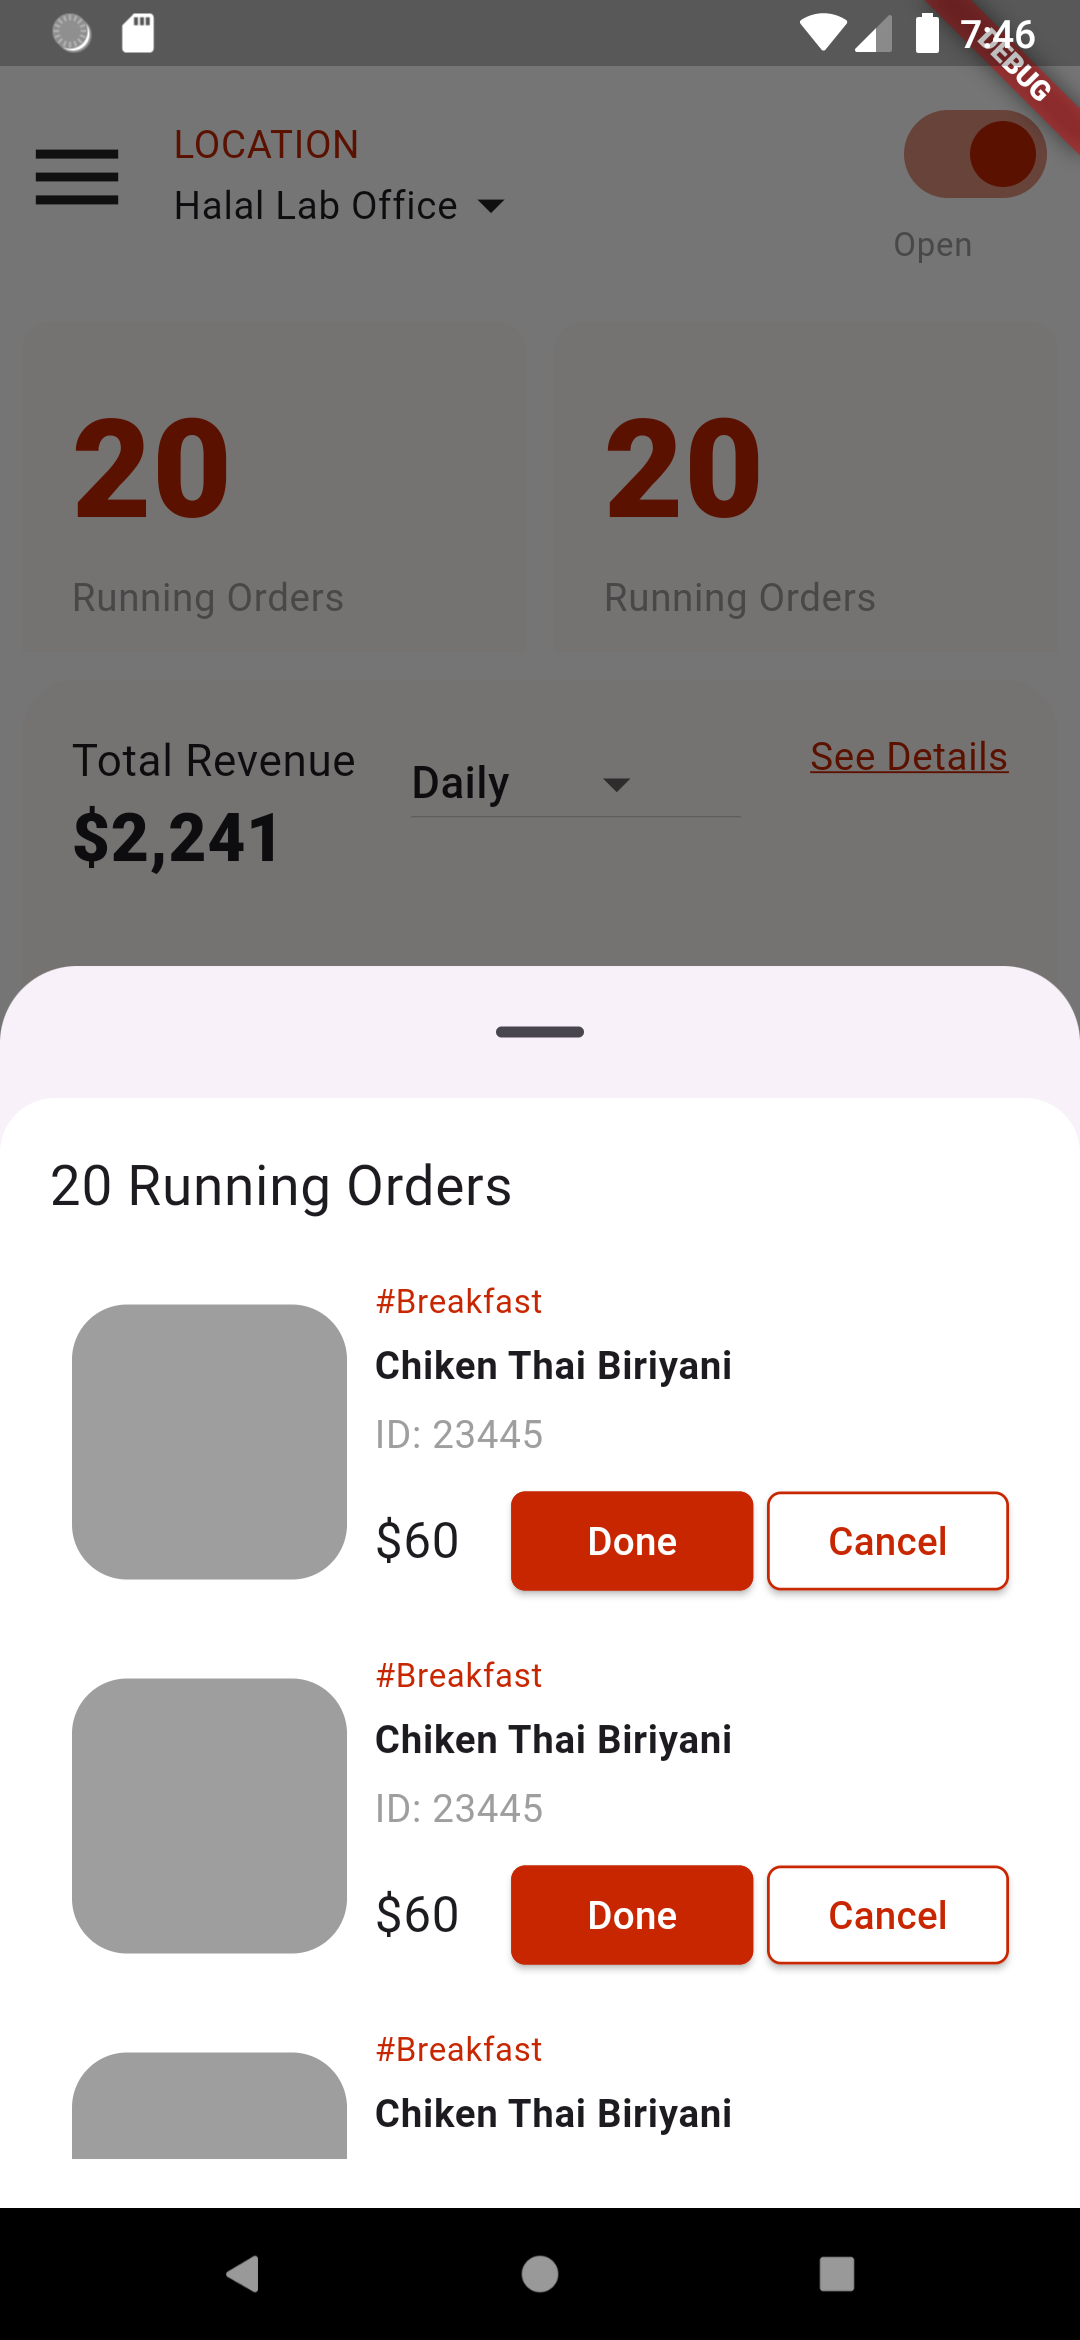 7:46
DEBUG
LOCATION
Halal Lab Office
Open
20
20
Running Orders
Running Orders
Total Revenue
Daily
See Details
$2,241
20 Running Orders
#Breakfast
Chiken Thai Biriyani
ID: 23445
$60
Done
Cancel
#Breakfast
Chiken Thai Biriyani
ID: 23445
$60
Done
Cancel
#Breakfast
Chiken Thai Biriyani